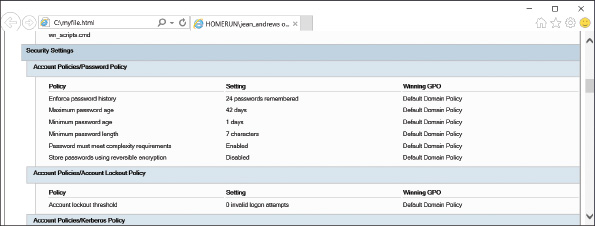 C:\myfile.html
HOMERUN\jean_andrews o...
wn_scripts.cmd
Security Settings
Account Policies/Password Policy
Policy Setting Winning GPO
Enforce password history 24 passwords remembered Default Domain Policy
Maximum password age 42 days Default Domain Policy
Minimum password age 1 days Default Domain Policy
Minimum password length 7 characters Default Domain Policy
Password must meet complexity requirements Enabled Default Domain Policy
Store passwords using reversible encryption Disabled Default Domain Policy
Account Policies/Account Lockout Policy
Policy Setting Winning GPO
Account lockout threshold 0 invalid logon attempts Default Domain Policy
Account Policies/Kerberos Policy